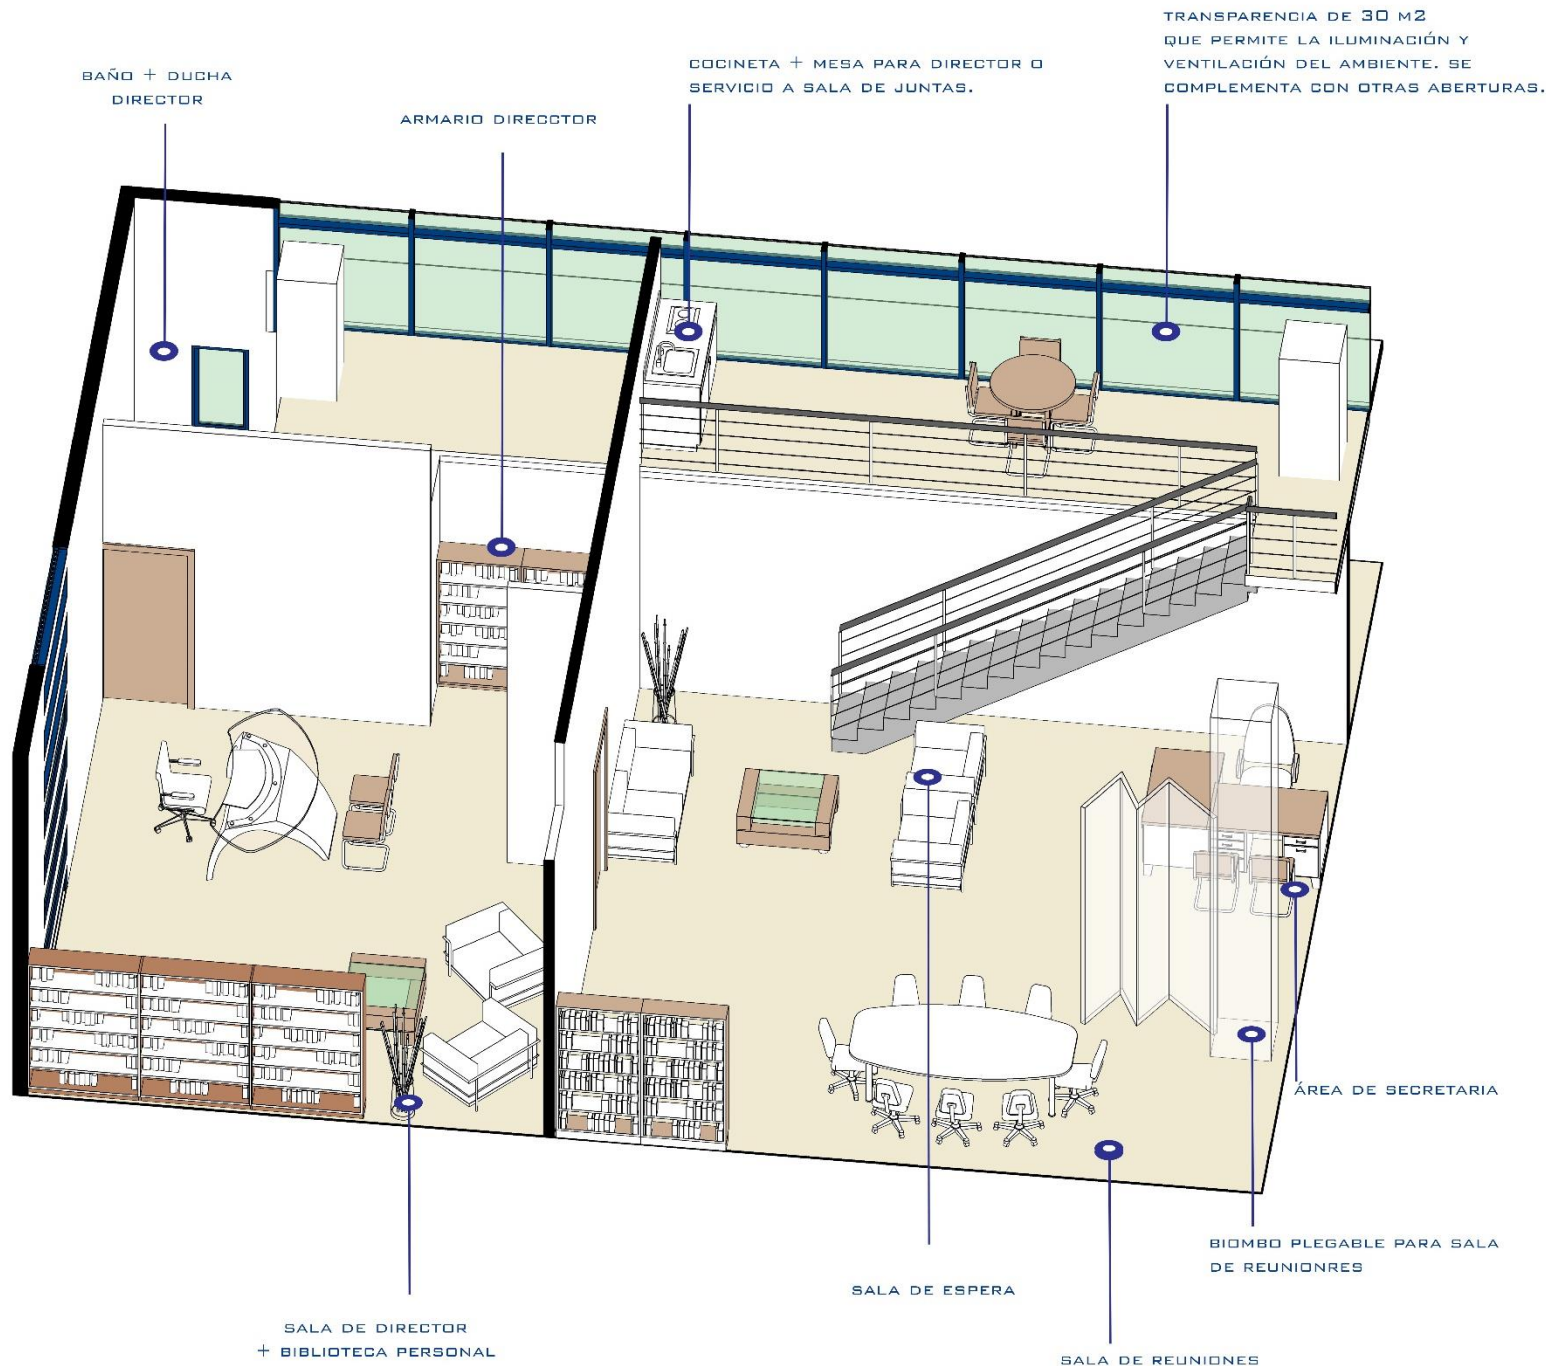 TRANSPARENCIA DE 30 M2
QUE PERMITE LA ILUMINACIÓN Y
VENTILACIÓN DEL AMBIENTE. SE
COMPLEMENTA CON OTRAS ABERTURAS.
COCINETA + MESA PARA DIRECTOR O
SERVICIO A SALA DE JUNTAS.
BAÑO + DUCHA
DIRECTOR
ARMARIO DIRECCTOR
ÁREA DE SECRETARIA
BIOMBO PLEGABLE PARA SALA
DE REUNIONRES
SALA DE ESPERA
SALA DE DIRECTOR
+ BIBLIOTECA PERSONAL
SALA DE REUNIONES